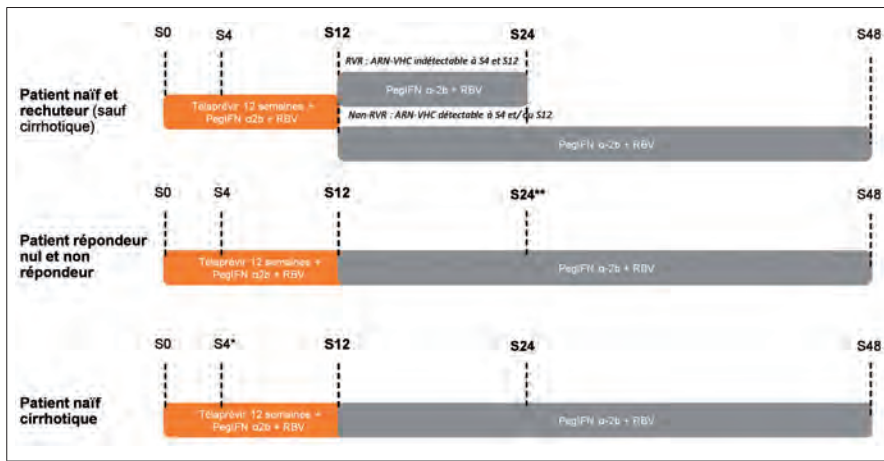 S0 S4 S12 S24 S48
RVR : ARN-VHC indétectable à S4 et S12
Patient naïf et
rechuteur (sauf
cirrhotique)
PegIFN α-2b + RBV
Télaprévir 12 semaines +
PegIFN α2b + RBV
Non-RVR : ARN-VHC détectable à S4 et/ou S12
PegIFN α-2b + RBV
S0 S4 S12 S24** S48
Patient répondeur
nul et non
répondeur
Télaprévir 12 semaines +
PegIFN α2b + RBV
PegIFN α-2b + RBV
S0 S4* S12 S24 S48
Patient naïf
cirrhotique
Télaprévir 12 semaines +
PegIFN α2b + RBV
PegIFN α-2b + RBV